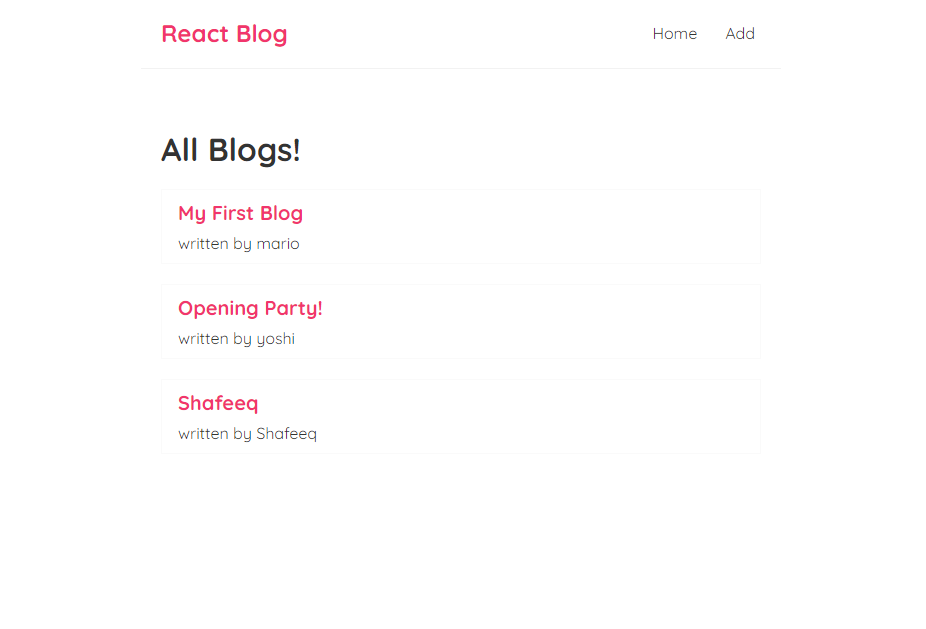 React Blog
Home Add
All Blogs!
My First Blog
written by mario
Opening Party!
written by yoshi
Shafeeq
written by Shafeeq